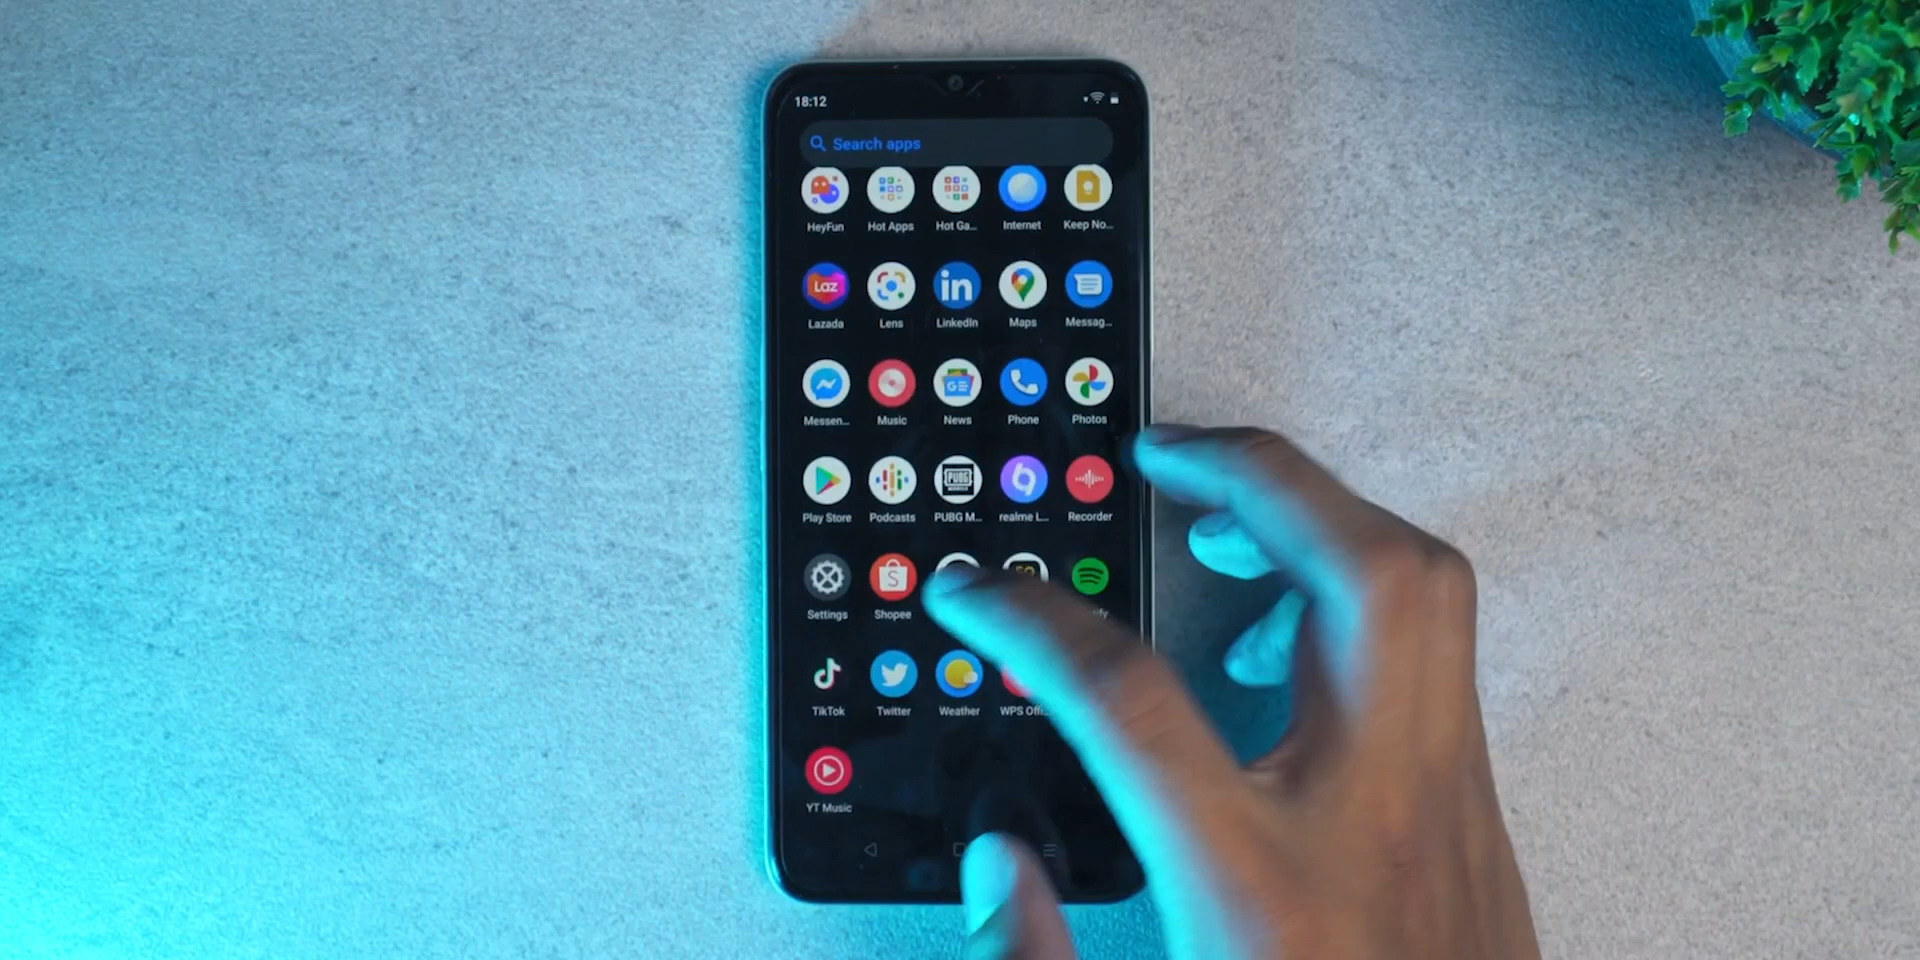 18:12
Search apps
HeyFun Hot Apps Hot Ga... Internet Keep No...
Laz
in
Lazada Lens LinkedIn Maps Messag...
GE
Messen... Music News Phone Photos
PUBG
Play Store Podcasts PUBG M... realme L... Recorder
S
Settings Shopee
TikTok Twitter Weather WPS Offi...
YT Music